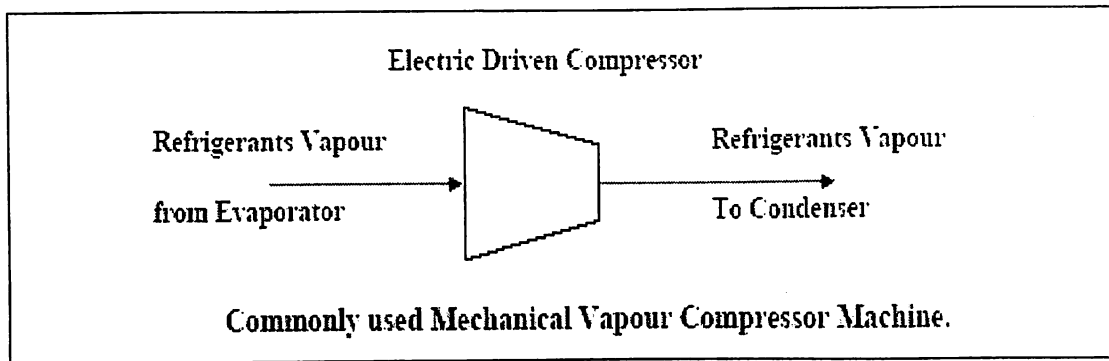 Electric Driven Compressor
Refrigerants Vapour
from Evaporator
Refrigerants Vapour
To Condenser
Commonly used Mechanical Vapour Compressor Machine.